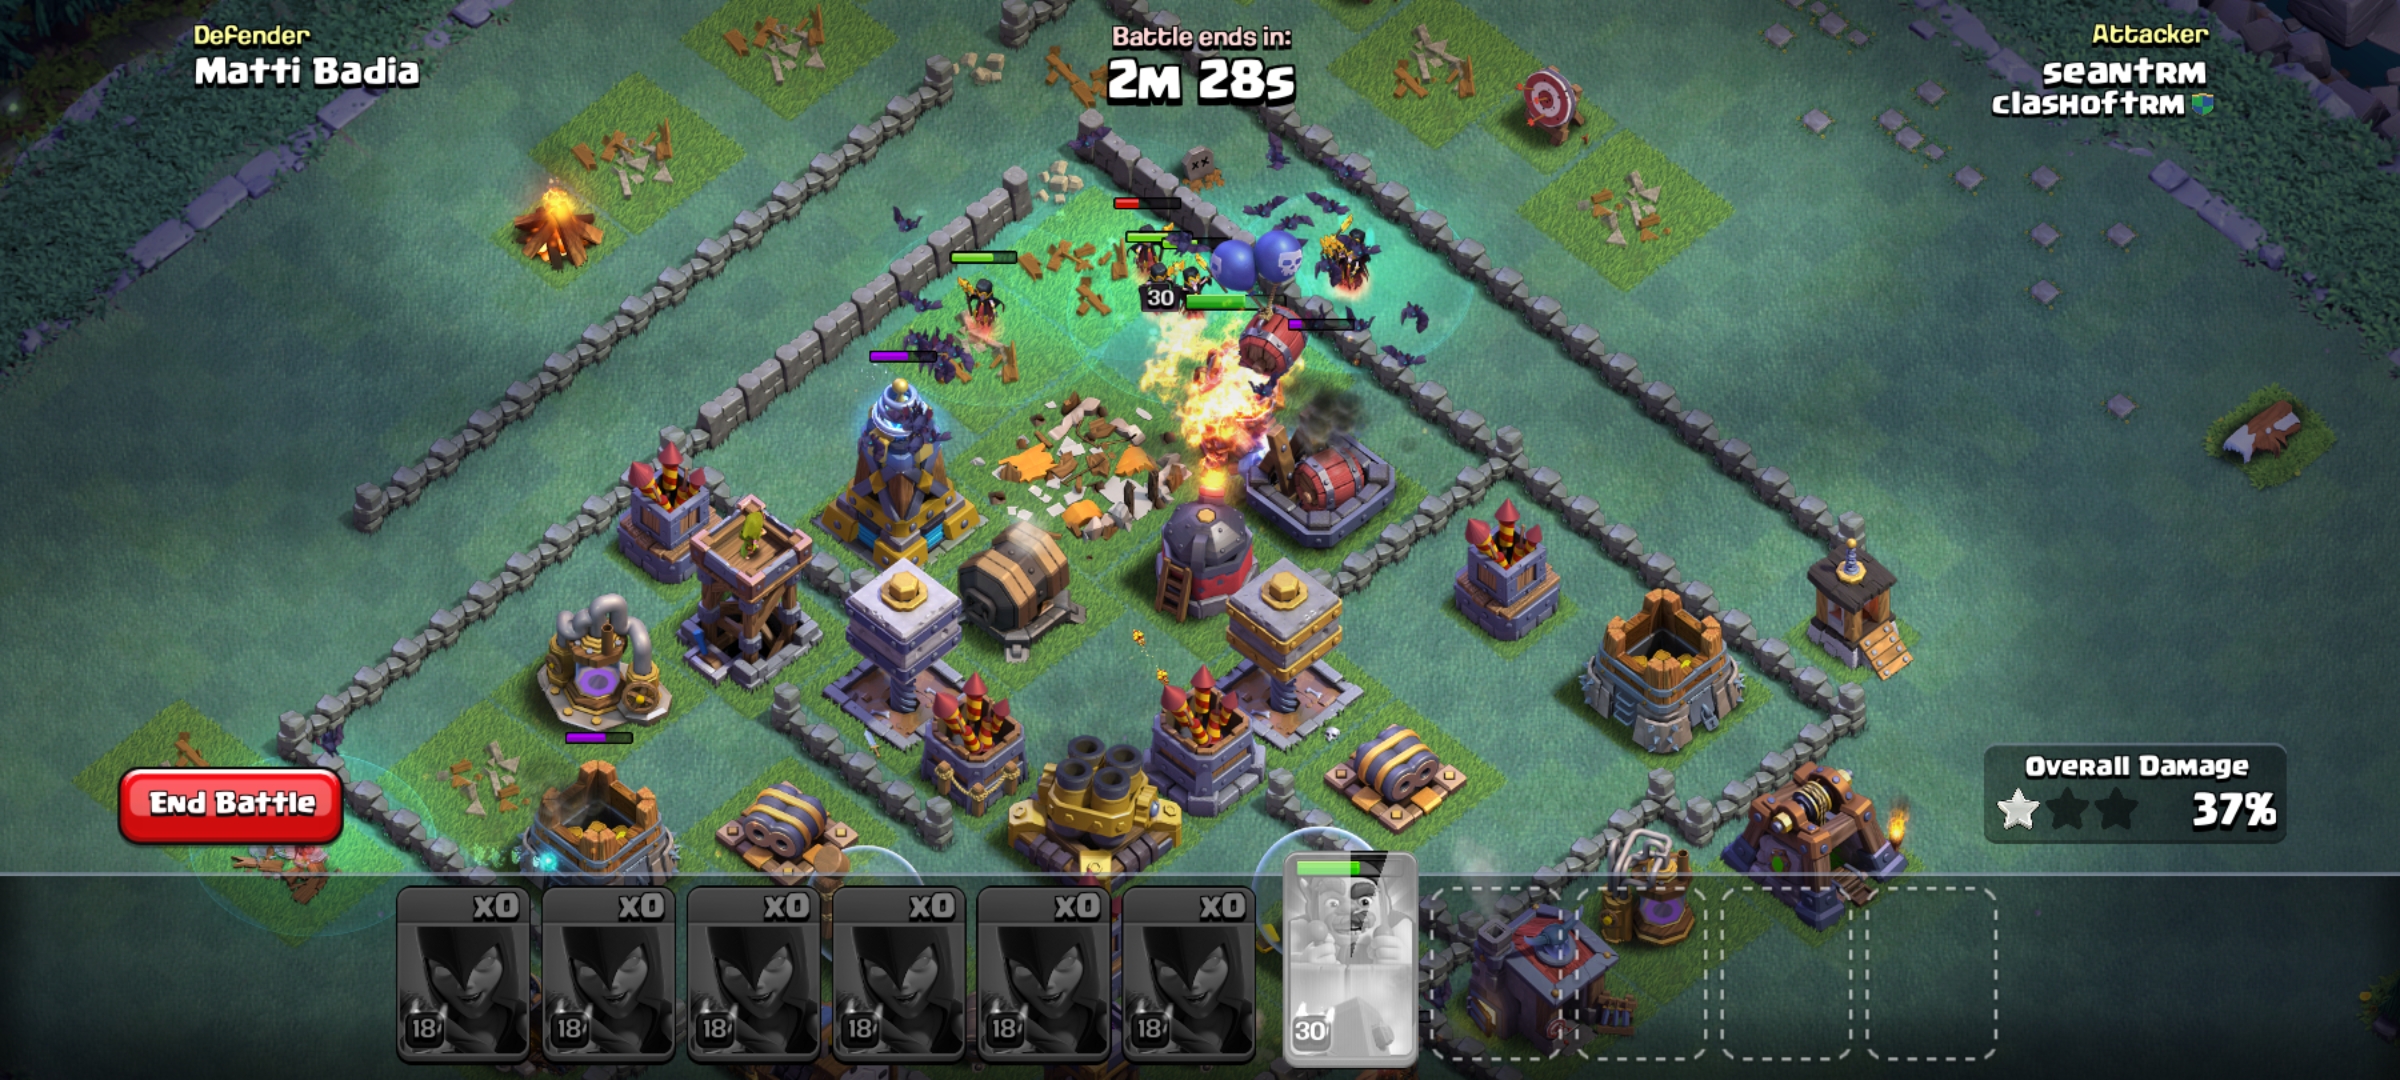 Defender
Matti Badia
Battle ends in:
2M 28s
Attacker
seantRM
clashoftRM
30
End Battle
Overall Damage
37%
x0
x0
x0
x0
x0
x0
18
18
18
18
18
18
30